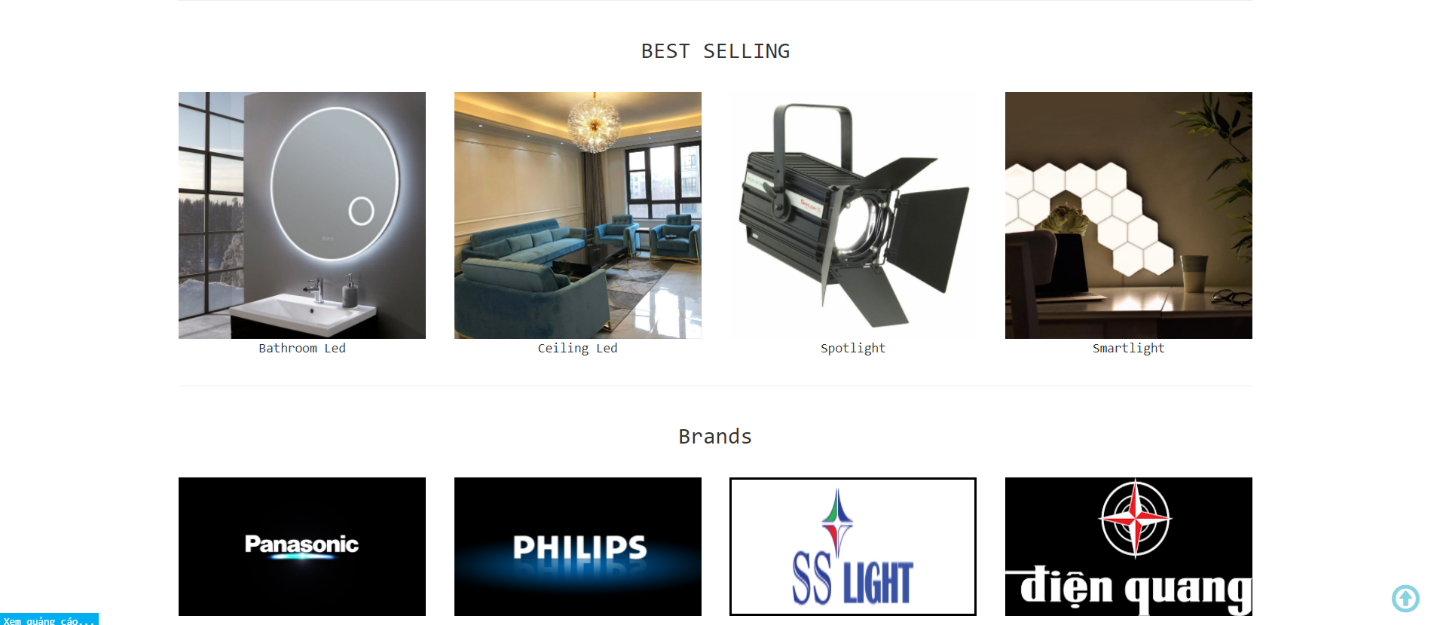 BEST SELLING
Bathroom Led
Ceiling Led
Spotlight
Smartlight
Brands
Panasonic
PHILIPS
SS LIGHT
điện quang
Xem quảng cáo...